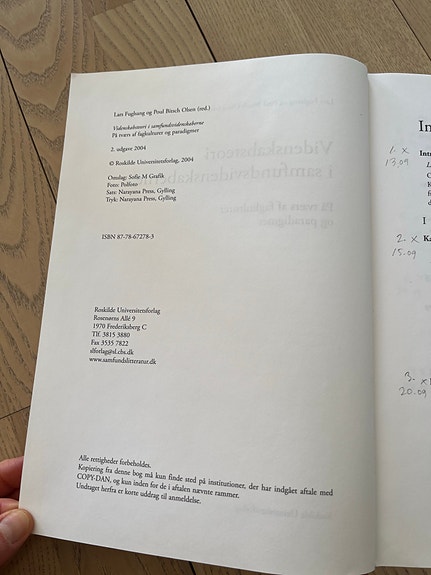 Lars Fuglsang og Poul Bitsch Olsen (red.)
Videnskabsteori i samfundsvidenskaberne
På tværs af fagkulturer og paradigmer
2. udgave 2004
© Roskilde Universitetsforlag, 2004
Omslag: Sofie M Grafik
Foto: Polfoto
Sats: Narayana Press, Gylling
Tryk: Narayana Press, Gylling
ISBN 87-78-67278-3
Roskilde Universitetsforlag
Rosenørns Allé 9
1970 Frederiksberg C
Tlf. 3815 3880
Fax 3535 7822
slforlag@sl.cbs.dk
www.samfundslitteratur.dk
Alle rettigheder forbeholdes.
Kopiering fra denne bog må kun finde sted på institutioner, der har indgået aftale med
COPY-DAN, og kun inden for de i aftalen nævnte rammer.
Undtaget herfra er korte uddrag til anmeldelse.
In
1. x
13.09
I
2. x
15.09
3. x
20.09